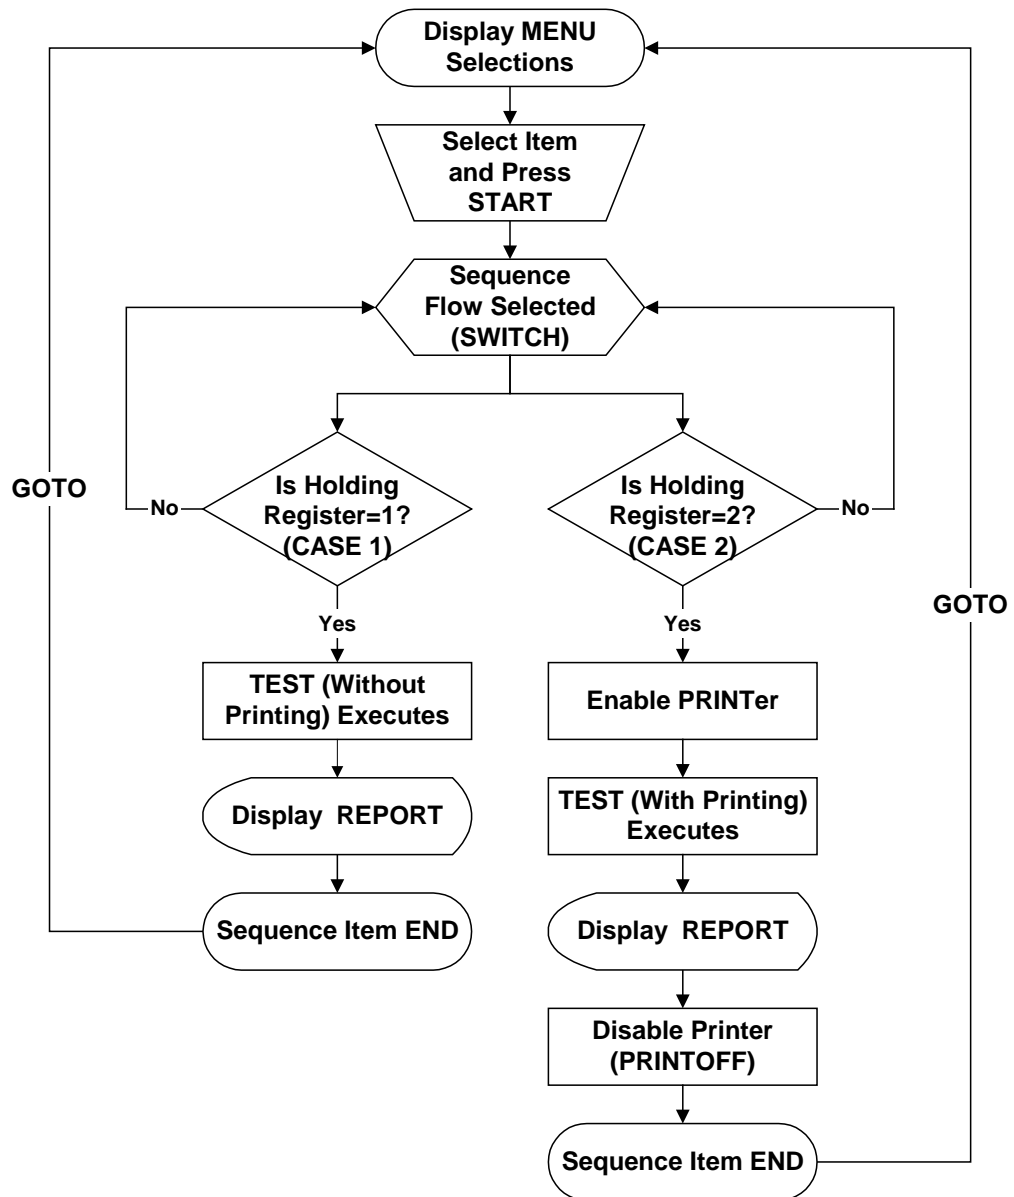 Display MENU
Selections
Select Item
and Press
START
Sequence
Flow Selected
(SWITCH)
GOTO
No
Is Holding
Register=1?
(CASE 1)
Is Holding
Register=2?
(CASE 2)
No
GOTO
Yes
Yes
TEST (Without
Printing) Executes
Enable PRINTer
Display REPORT
TEST (With Printing)
Executes
Sequence Item END
Display REPORT
Disable Printer
(PRINTOFF)
Sequence Item END